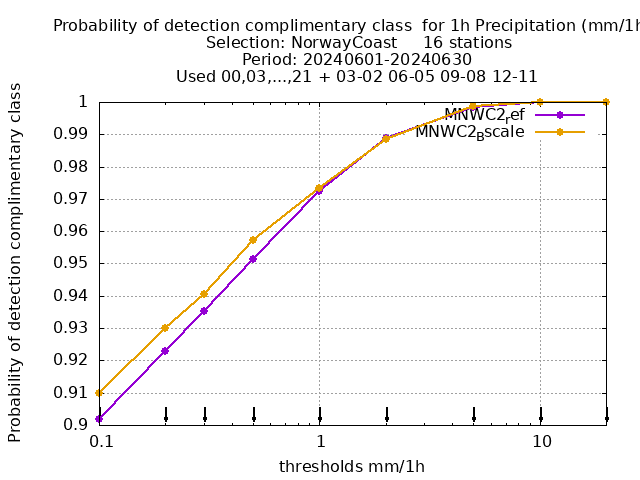 Probability of detection complimentary class  for 1h Precipitation (mm/1h
Selection: NorwayCoast     16 stations
Period: 20240601-20240630
Used 00,03,...,21 + 03-02 06-05 09-08 12-11
Probability of detection complimentary class
1
0.99
0.98
0.97
0.96
0.95
0.94
0.93
0.92
0.91
0.9
MNWC2ref
MNWC2Bscale
0.1
1
10
thresholds mm/1h